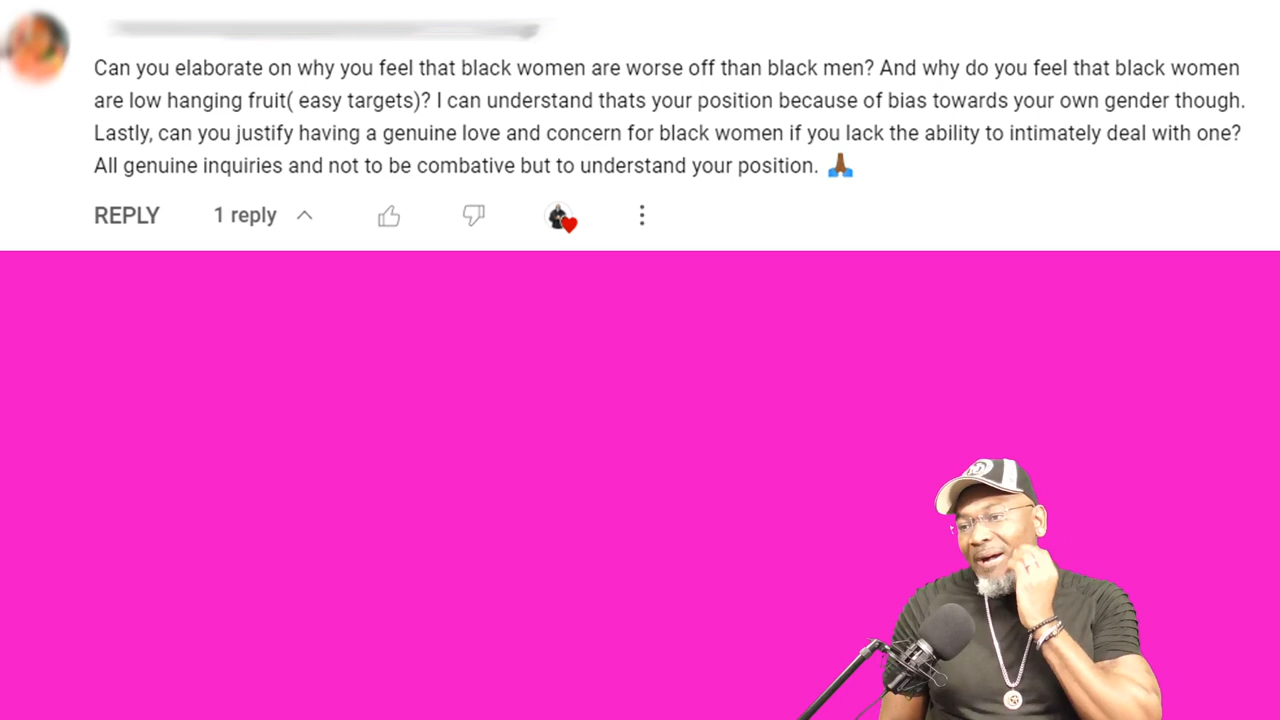 Can you elaborate on why you feel that black women are worse off than black men? And why do you feel that black women
are low hanging fruit( easy targets)? I can understand thats your position because of bias towards your own gender though.
Lastly, can you justify having a genuine love and concern for black women if you lack the ability to intimately deal with one?
All genuine inquiries and not to be combative but to understand your position. 🙏🏾
REPLY 1 reply